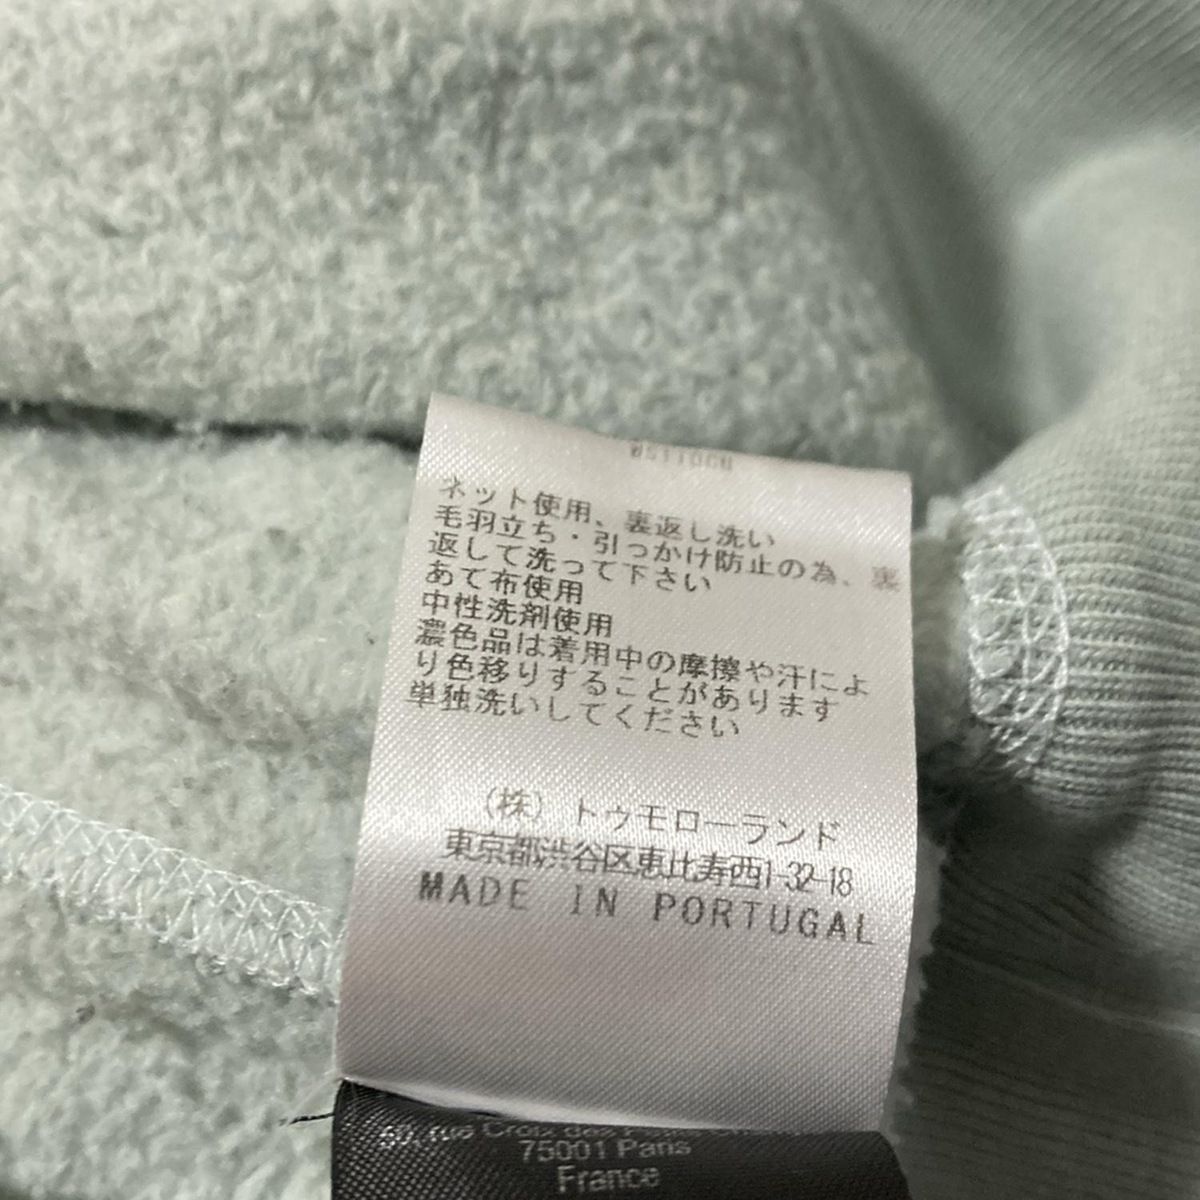 ネット使用、裏返し洗い
毛羽立ち・引っかけ防止の為、裏
返して洗って下さい
あて布使用
中性洗剤使用
濃色品は着用中の摩擦や汗によ
り色移りすることがあります
単独洗いしてください
（株）トゥモローランド
東京都渋谷区恵比寿西1-32-18
MADE IN PORTUGAL
rue Croix des
75001 Paris
France